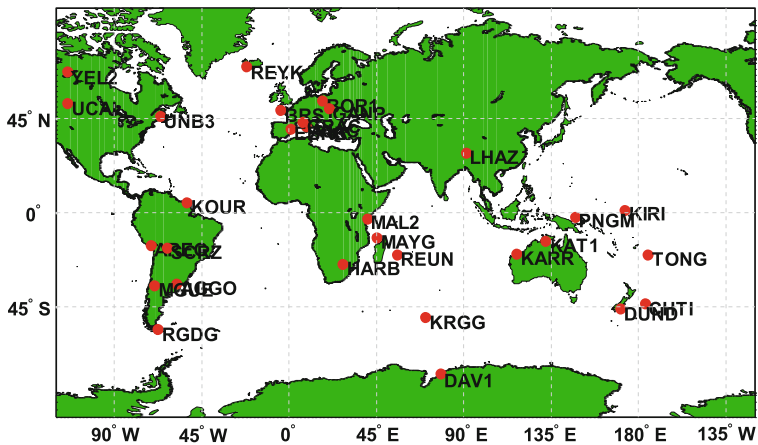 REYK
YEL2
UCAL
UNB3
45° N
LHAZ
KOUR
0°
KIRI
PNGM
MAL2
MAYG
KAT1
REUN
KARR
TONG
SCRZ
HARB
MGUE
45° S
DUND
KRGG
RGDG
DAV1
90° W
45° W
0°
45° E
90° E
135° E
180° E
135° W